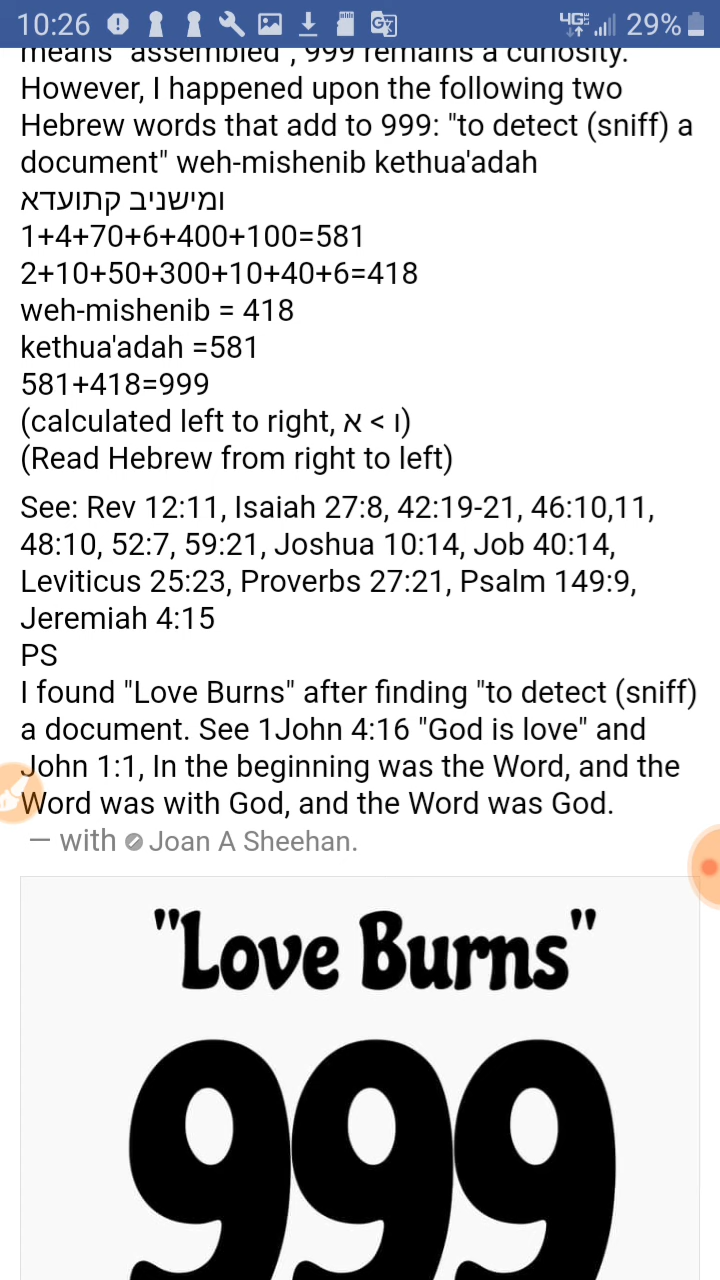 10:26 4G 29%
means "assembled", 999 remains a curiosity.
However, I happened upon the following two
Hebrew words that add to 999: "to detect (sniff) a
document" weh-mishenib kethua'adah
ומישניב קתועדא
1+4+70+6+400+100=581
2+10+50+300+10+40+6=418
weh-mishenib = 418
kethua'adah =581
581+418=999
(calculated left to right, ו > א)
(Read Hebrew from right to left)
See: Rev 12:11, Isaiah 27:8, 42:19-21, 46:10,11,
48:10, 52:7, 59:21, Joshua 10:14, Job 40:14,
Leviticus 25:23, Proverbs 27:21, Psalm 149:9,
Jeremiah 4:15
PS
I found "Love Burns" after finding "to detect (sniff)
a document. See 1John 4:16 "God is love" and
John 1:1, In the beginning was the Word, and the
Word was with God, and the Word was God.
— with Joan A Sheehan.
"Love Burns"
999